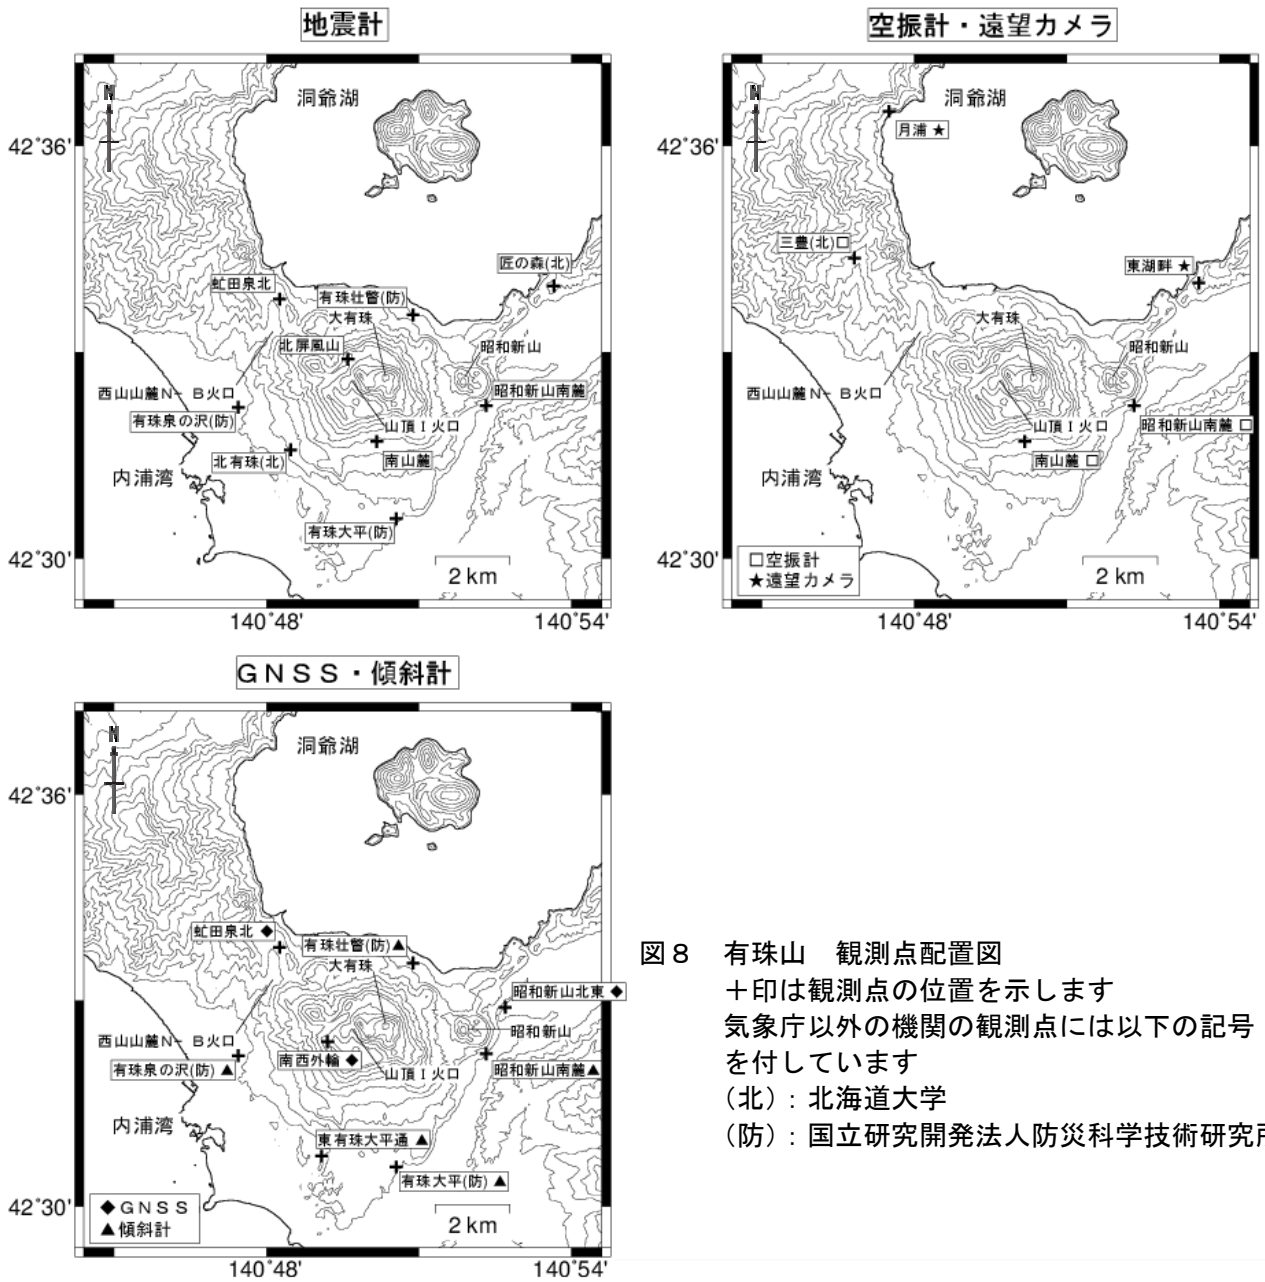 地震計
N
洞爺湖
42°36'
匠の森(北)
虻田泉北
有珠壮瞥(防)
大有珠
北屏風山
昭和新山
西山山麓N-B火口
昭和新山南麓
有珠泉の沢(防)
山頂I火口
北有珠(北)
南山麓
内浦湾
有珠大平(防)
42°30'
2 km
140°48'
140°54'
空振計・遠望カメラ
N
洞爺湖
月浦 ★
42°36'
三豊(北)□
東湖畔 ★
大有珠
昭和新山
西山山麓N-B火口
山頂I火口
昭和新山南麓 □
南山麓 □
内浦湾
42°30'
□空振計
★遠望カメラ
2 km
140°48'
140°54'
GNSS・傾斜計
N
洞爺湖
42°36'
虻田泉北 ◆
有珠壮瞥(防)▲
大有珠
昭和新山北東 ◆
昭和新山
西山山麓N-B火口
南西外輪 ◆
有珠泉の沢(防) ▲
山頂I火口
昭和新山南麓▲
内浦湾
東有珠大平通 ▲
有珠大平(防) ▲
42°30'
◆GNSS
▲傾斜計
2 km
140°48'
140°54'
図8 有珠山 観測点配置図
+印は観測点の位置を示します
気象庁以外の機関の観測点には以下の記号
を付しています
(北):北海道大学
(防):国立研究開発法人防災科学技術研究所